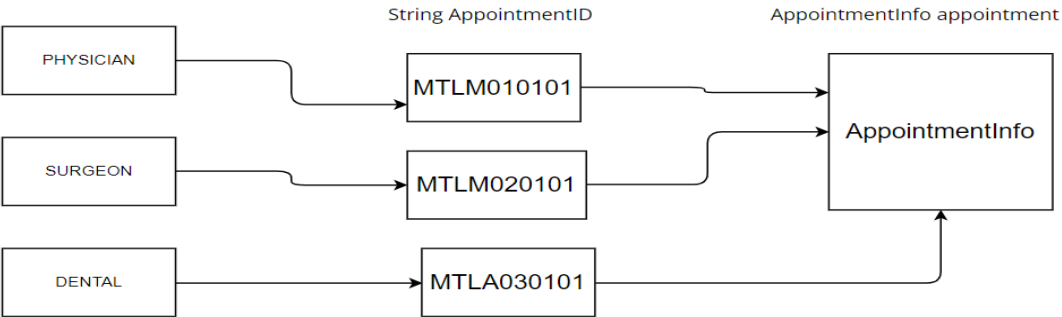 String AppointmentID
AppointmentInfo appointment
PHYSICIAN
MTLM010101
AppointmentInfo
SURGEON
MTLM020101
DENTAL
MTLA030101